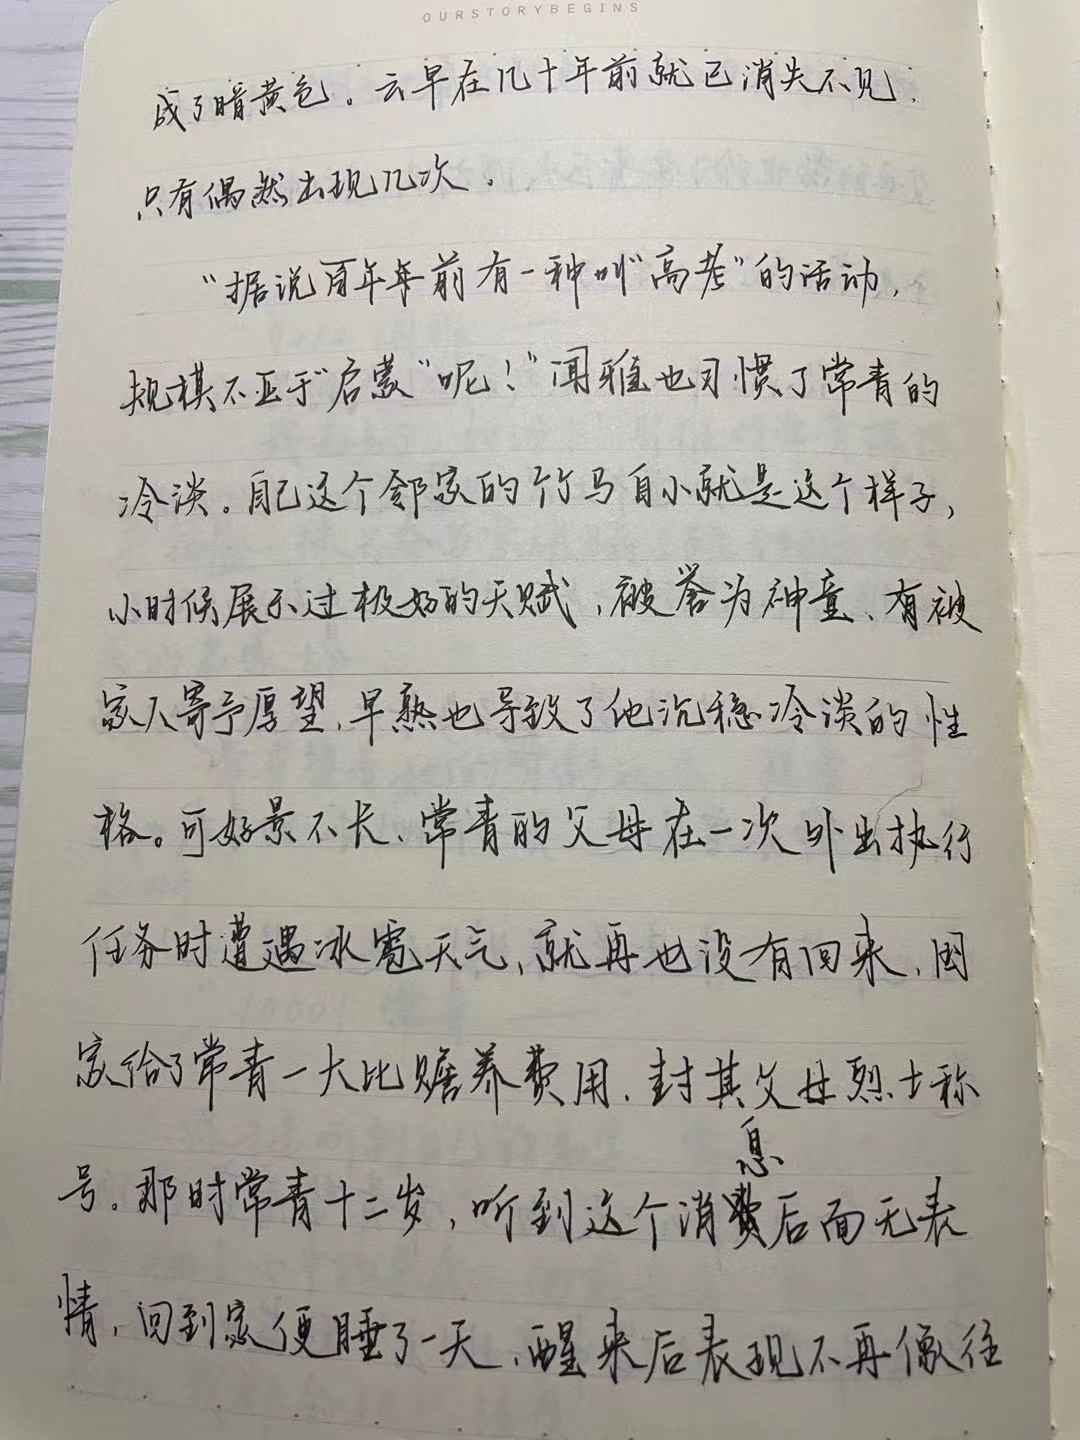 OURSTORYBEGINS
成了暗黄色。云早在几十年前就已消失不见，
只有偶然出现几次．
“据说百年年前有一种叫“高考”的活动，
规模不亚于“启蒙”呢！”闻雅也习惯了常青的
冷淡。自己这个邻家的竹马自小就是这个样子，
小时候展示过极好的天赋，被誉为神童、有被
家人寄予厚望，早熟也导致了他沉稳冷淡的性
格。可好景不长、常青的父母在一次外出执行
任务时遭遇冰雹天气，就再也没有回来，国
家给了常青一大比赡养费用．封其父母烈士称
号。那时常青十二岁，听到这个消息后面无表
情，回到家便睡了一天，醒来后表现不再像往